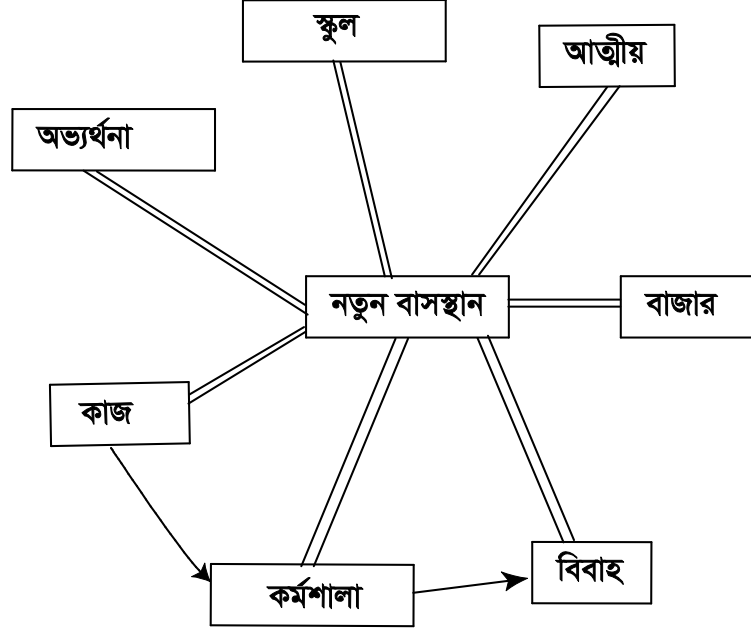 স্কুল
আত্মীয়
অভ্যর্থনা
নতুন বাসস্থান
বাজার
কাজ
কর্মশালা
বিবাহ